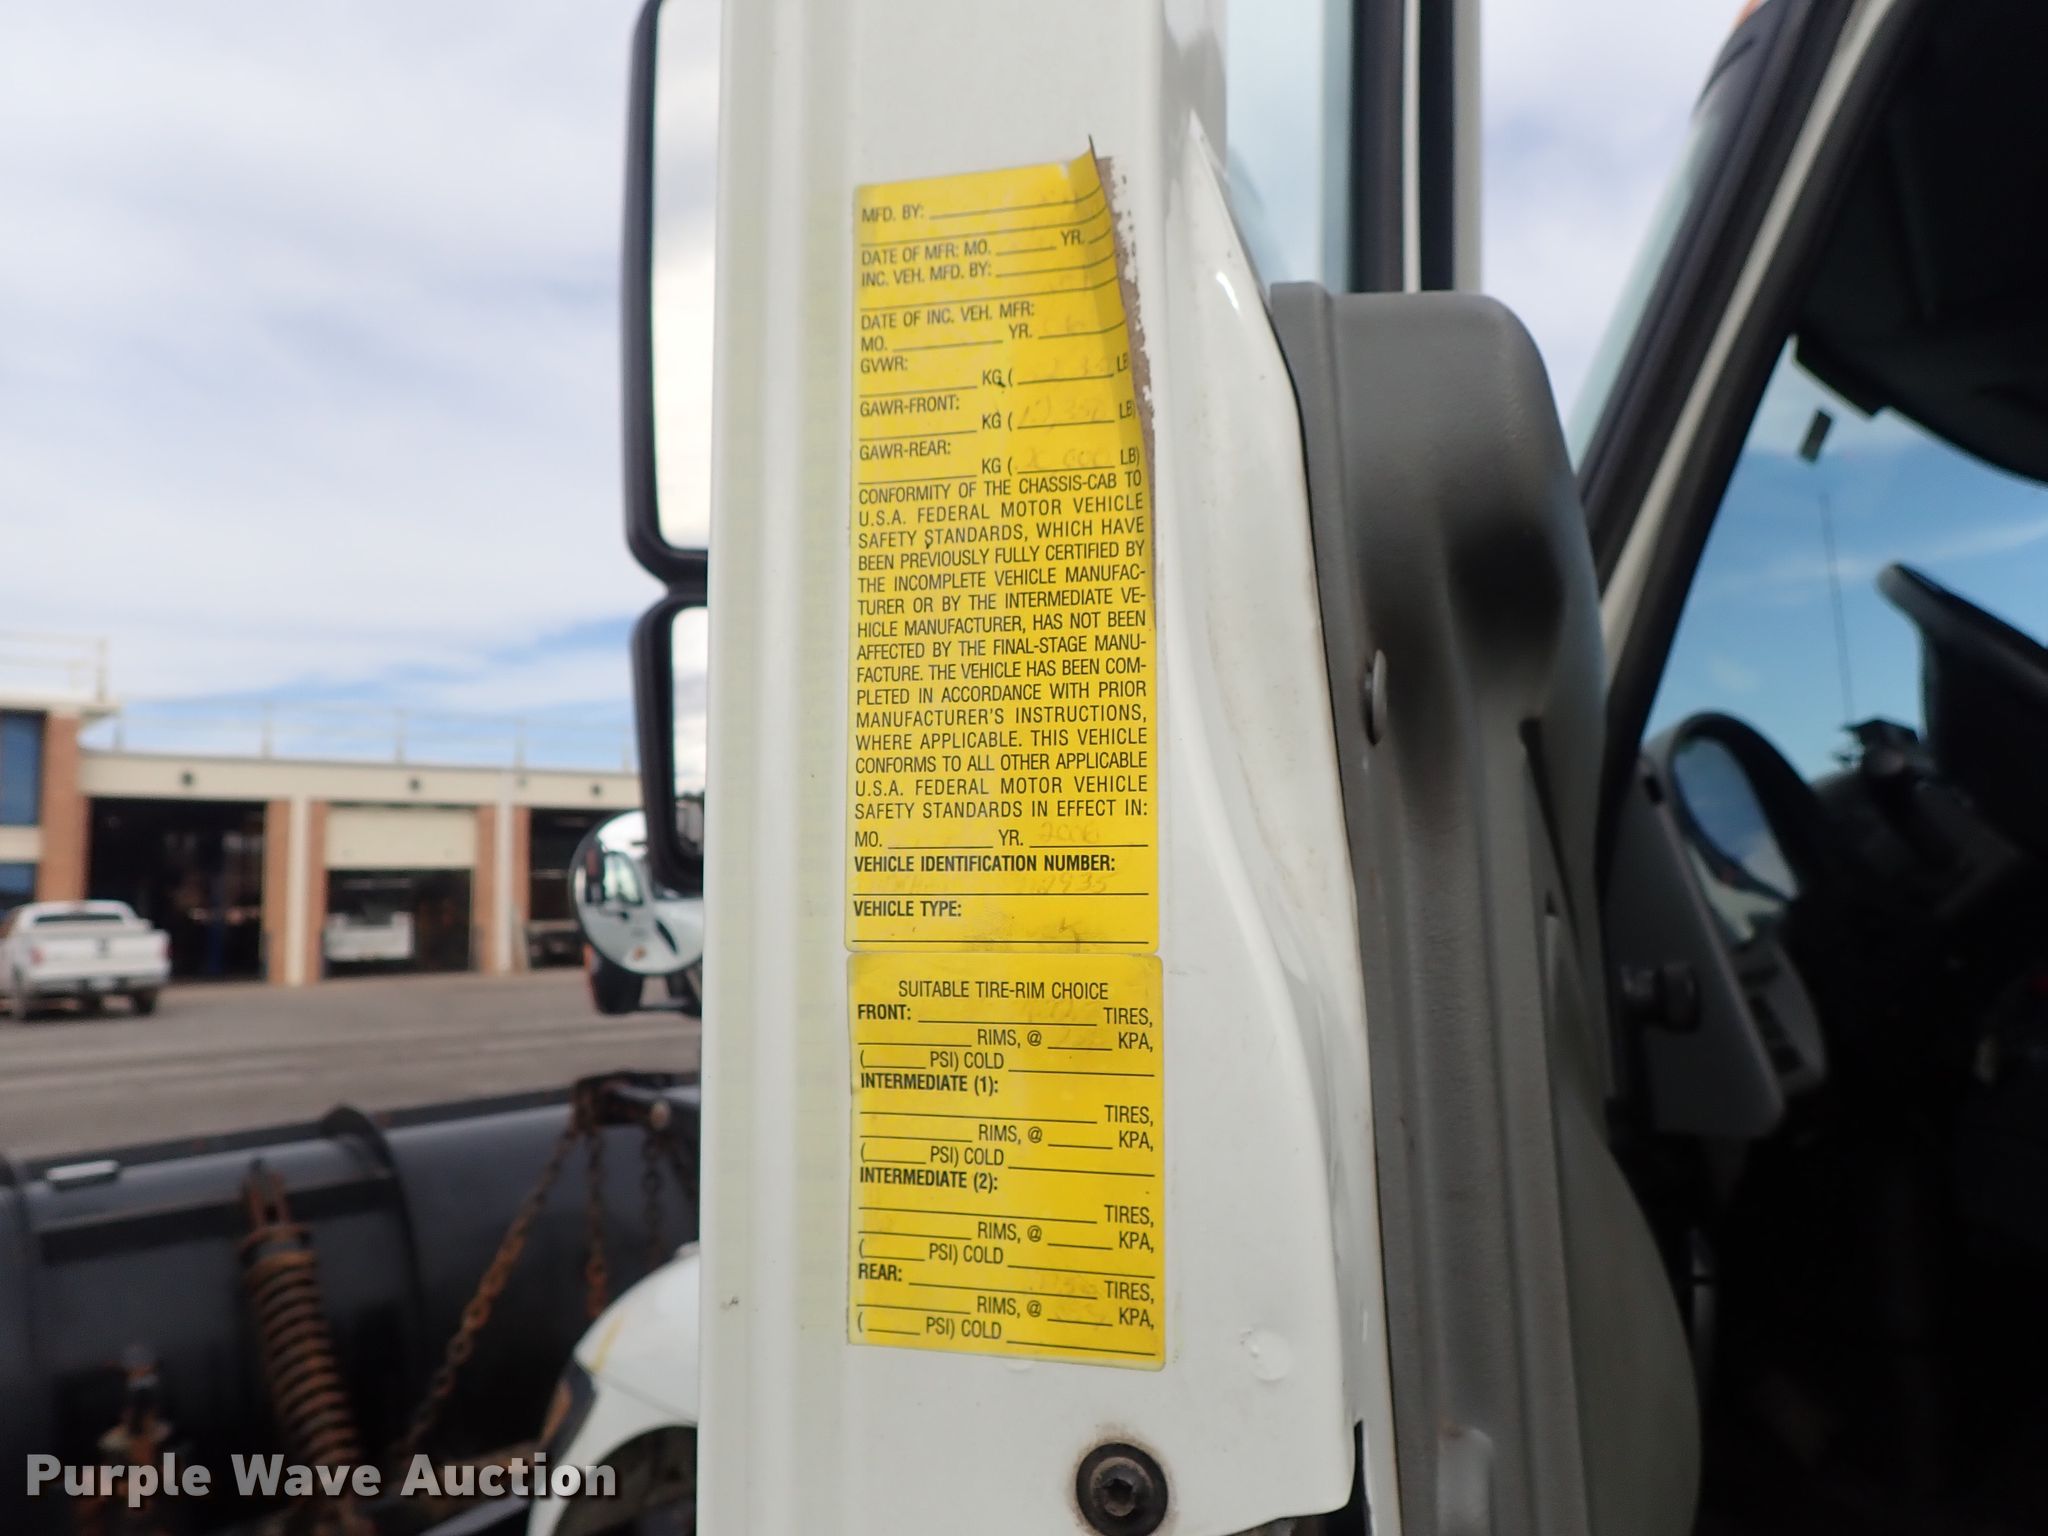 MFD. BY:
DATE OF MFR: MO. YR.
INC. VEH. MFD. BY:
DATE OF INC. VEH. MFR:
MO. YR.
GVWR:
KG ( LB
GAWR-FRONT:
KG ( LB)
GAWR-REAR:
KG ( LB)
CONFORMITY OF THE CHASSIS-CAB TO
U.S.A. FEDERAL MOTOR VEHICLE
SAFETY STANDARDS, WHICH HAVE
BEEN PREVIOUSLY FULLY CERTIFIED BY
THE INCOMPLETE VEHICLE MANUFAC-
TURER OR BY THE INTERMEDIATE VE-
HICLE MANUFACTURER, HAS NOT BEEN
AFFECTED BY THE FINAL-STAGE MANU-
FACTURE. THE VEHICLE HAS BEEN COM-
PLETED IN ACCORDANCE WITH PRIOR
MANUFACTURER'S INSTRUCTIONS,
WHERE APPLICABLE. THIS VEHICLE
CONFORMS TO ALL OTHER APPLICABLE
U.S.A. FEDERAL MOTOR VEHICLE
SAFETY STANDARDS IN EFFECT IN:
MO. YR. 2006
VEHICLE IDENTIFICATION NUMBER:
VEHICLE TYPE:
SUITABLE TIRE-RIM CHOICE
FRONT: TIRES,
RIMS, @ KPA,
( PSI) COLD
INTERMEDIATE (1):
TIRES,
RIMS, @ KPA,
( PSI) COLD
INTERMEDIATE (2):
TIRES,
RIMS, @ KPA,
( PSI) COLD
REAR: TIRES,
RIMS, @ KPA,
( PSI) COLD
Purple Wave Auction